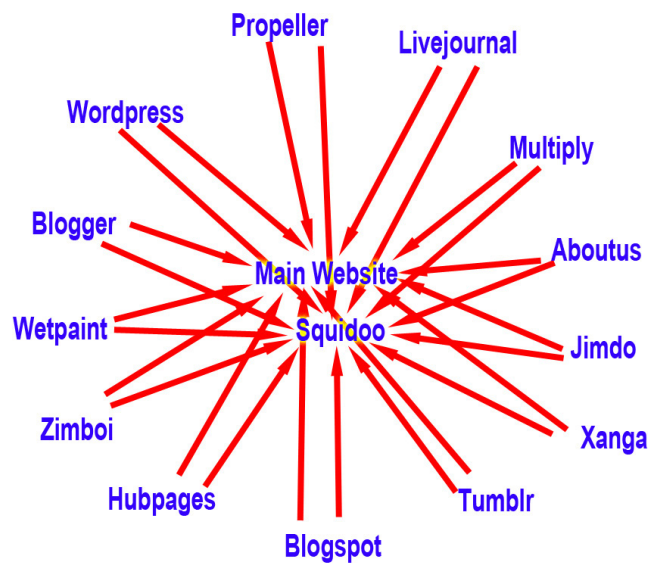 Propeller
Livejournal
Wordpress
Multiply
Blogger
Aboutus
Main Website
Squidoo
Wetpaint
Jimdo
Zimboi
Xanga
Hubpages
Tumblr
Blogspot